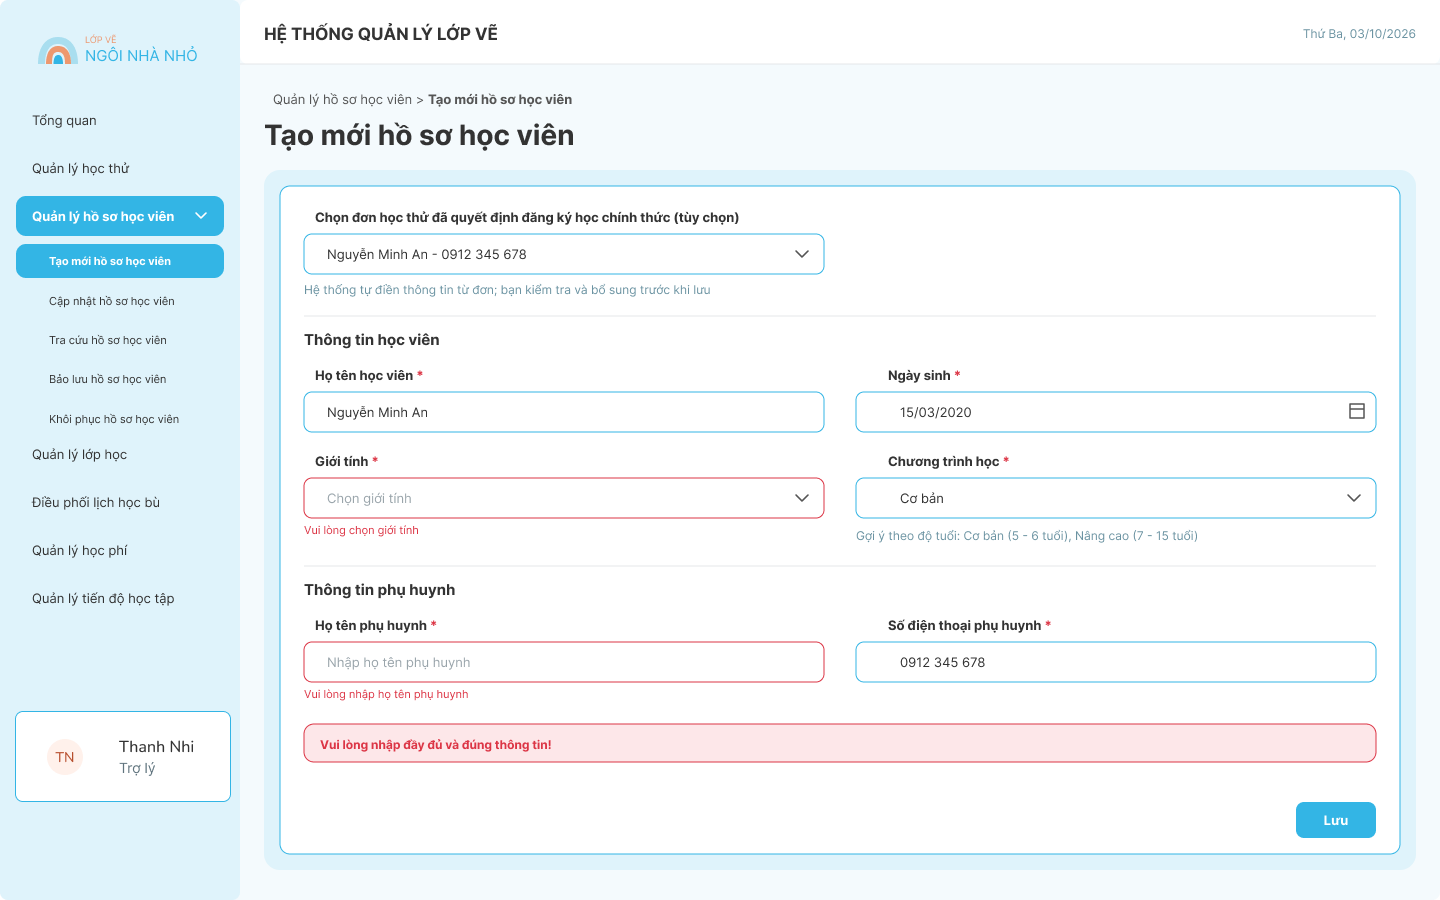 LỚP VẼ
NGÔI NHÀ NHỎ
HỆ THỐNG QUẢN LÝ LỚP VẼ
Thứ Ba, 03/10/2026
Tổng quan
Quản lý học thử
Quản lý hồ sơ học viên
Tạo mới hồ sơ học viên
Cập nhật hồ sơ học viên
Tra cứu hồ sơ học viên
Bảo lưu hồ sơ học viên
Khôi phục hồ sơ học viên
Quản lý lớp học
Điều phối lịch học bù
Quản lý học phí
Quản lý tiến độ học tập
TN
Thanh Nhi
Trợ lý
Quản lý hồ sơ học viên > Tạo mới hồ sơ học viên
Tạo mới hồ sơ học viên
Chọn đơn học thử đã quyết định đăng ký học chính thức (tùy chọn)
Nguyễn Minh An - 0912 345 678
Hệ thống tự điền thông tin từ đơn; bạn kiểm tra và bổ sung trước khi lưu
Thông tin học viên
Họ tên học viên *
Ngày sinh *
Nguyễn Minh An
15/03/2020
Giới tính *
Chương trình học *
Chọn giới tính
Cơ bản
Vui lòng chọn giới tính
Gợi ý theo độ tuổi: Cơ bản (5 - 6 tuổi), Nâng cao (7 - 15 tuổi)
Thông tin phụ huynh
Họ tên phụ huynh *
Số điện thoại phụ huynh *
Nhập họ tên phụ huynh
0912 345 678
Vui lòng nhập họ tên phụ huynh
Vui lòng nhập đầy đủ và đúng thông tin!
Lưu